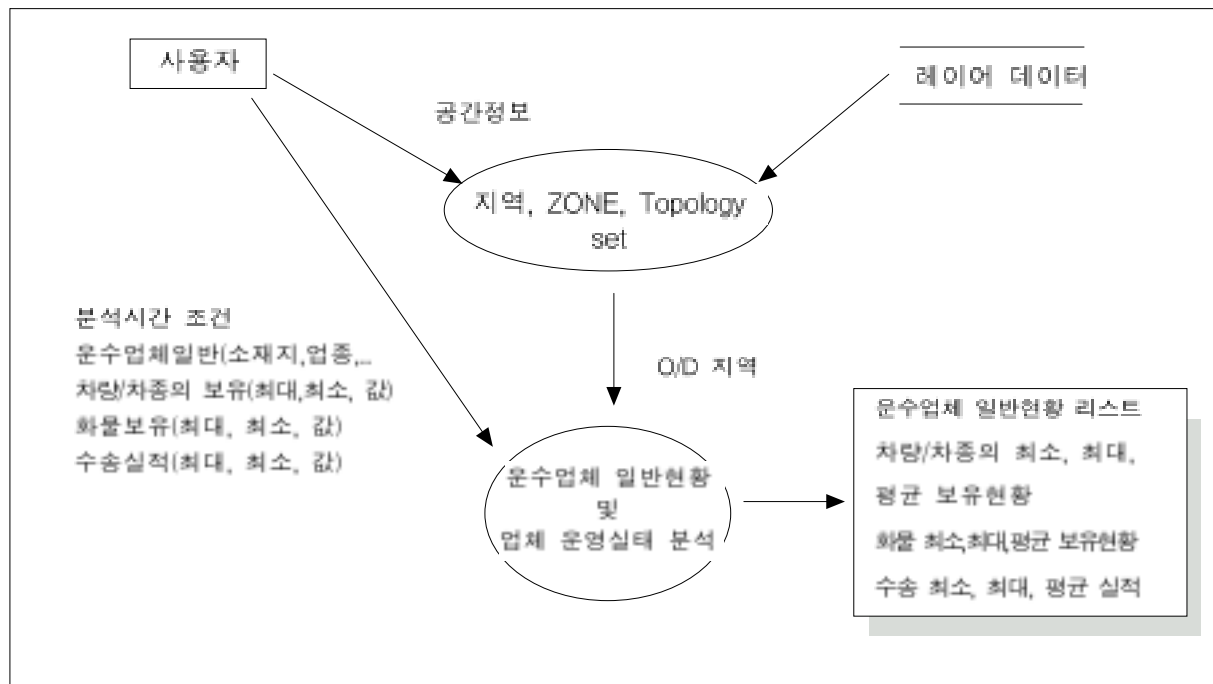 사용자
레이어 데이터
공간정보
지역, ZONE, Topology
set
분석시간 조건
운수업체일반(소재지,업종,...
차량/차종의 보유(최대,최소, 값)
화물보유(최대, 최소, 값)
수송실적(최대, 최소, 값)
O/D 지역
운수업체 일반현황
및
업체 운영실태 분석
운수업체 일반현황 리스트
차량/차종의 최소, 최대,
평균 보유현황
화물 최소,최대,평균 보유현황
수송 최소, 최대, 평균 실적